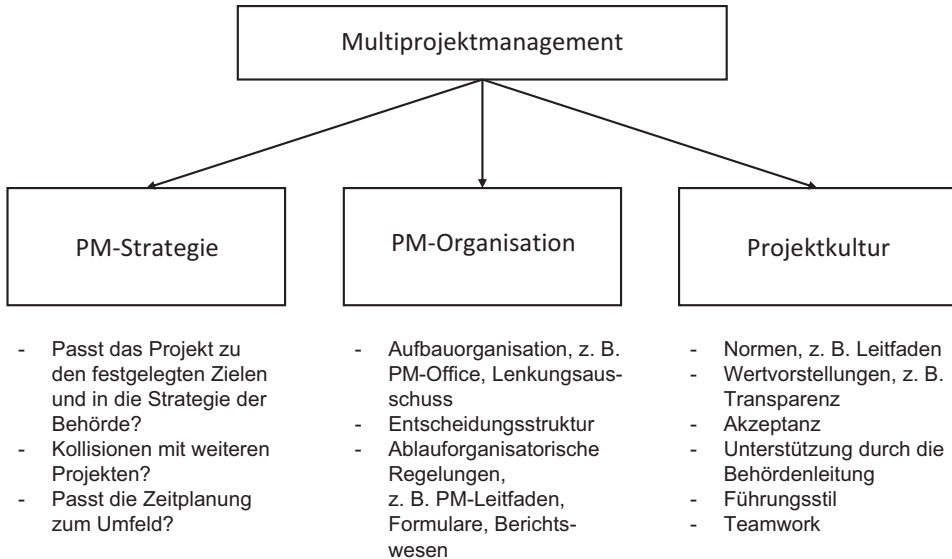 Multiprojektmanagement
PM-Strategie
- Passt das Projekt zu
den festgelegten Zielen
und in die Strategie der
Behörde?
- Kollisionen mit weiteren
Projekten?
- Passt die Zeitplanung
zum Umfeld?
PM-Organisation
- Aufbauorganisation, z. B.
PM-Office, Lenkungsaus-
schuss
- Entscheidungsstruktur
- Ablauforganisatorische
Regelungen,
z. B. PM-Leitfaden,
Formulare, Berichts-
wesen
Projektkultur
- Normen, z. B. Leitfaden
- Wertvorstellungen, z. B.
Transparenz
- Akzeptanz
- Unterstützung durch die
Behördenleitung
- Führungsstil
- Teamwork